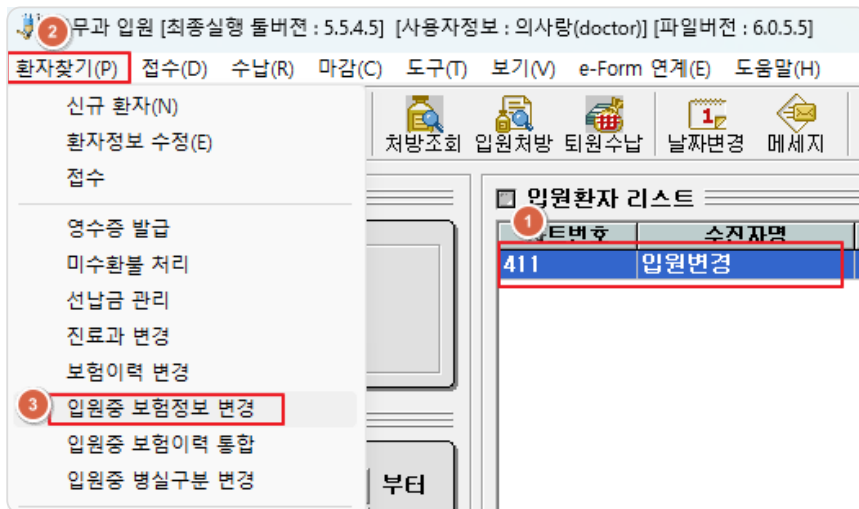 2 무과 입원 [최종실행 툴버젼 : 5.5.4.5] [사용자정보 : 의사랑(doctor)] [파일버전 : 6.0.5.5]
환자찾기(P) 접수(D) 수납(R) 마감(C) 도구(T) 보기(V) e-Form 연계(E) 도움말(H)
신규 환자(N)
환자정보 수정(E)
접수
영수증 발급
미수환불 처리
선납금 관리
진료과 변경
보험이력 변경
3 입원중 보험정보 변경
입원중 보험이력 통합
입원중 병실구분 변경
처방조회 입원처방 퇴원수납 날짜변경 메세지
입원환자 리스트
1 트번호 수진자명
411 입원변경
부터